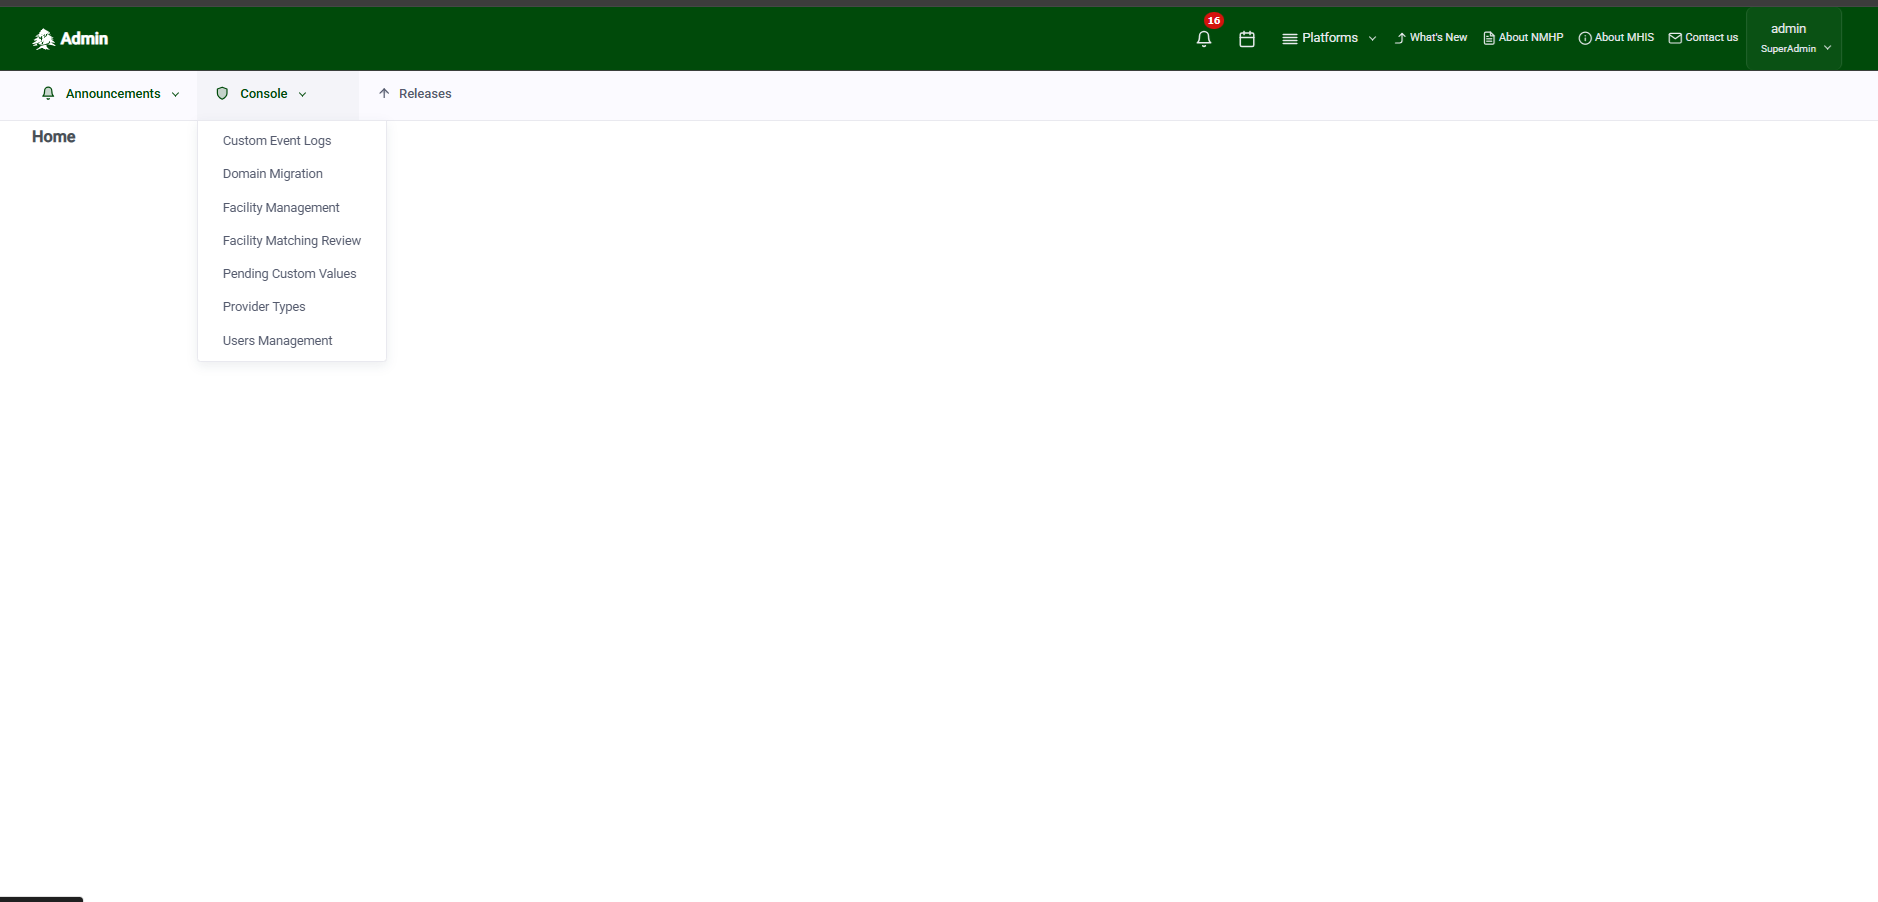 Admin
16
Platforms
What's New
About NMHP
About MHIS
Contact us
admin
SuperAdmin
Announcements
Console
Releases
Home
Custom Event Logs
Domain Migration
Facility Management
Facility Matching Review
Pending Custom Values
Provider Types
Users Management